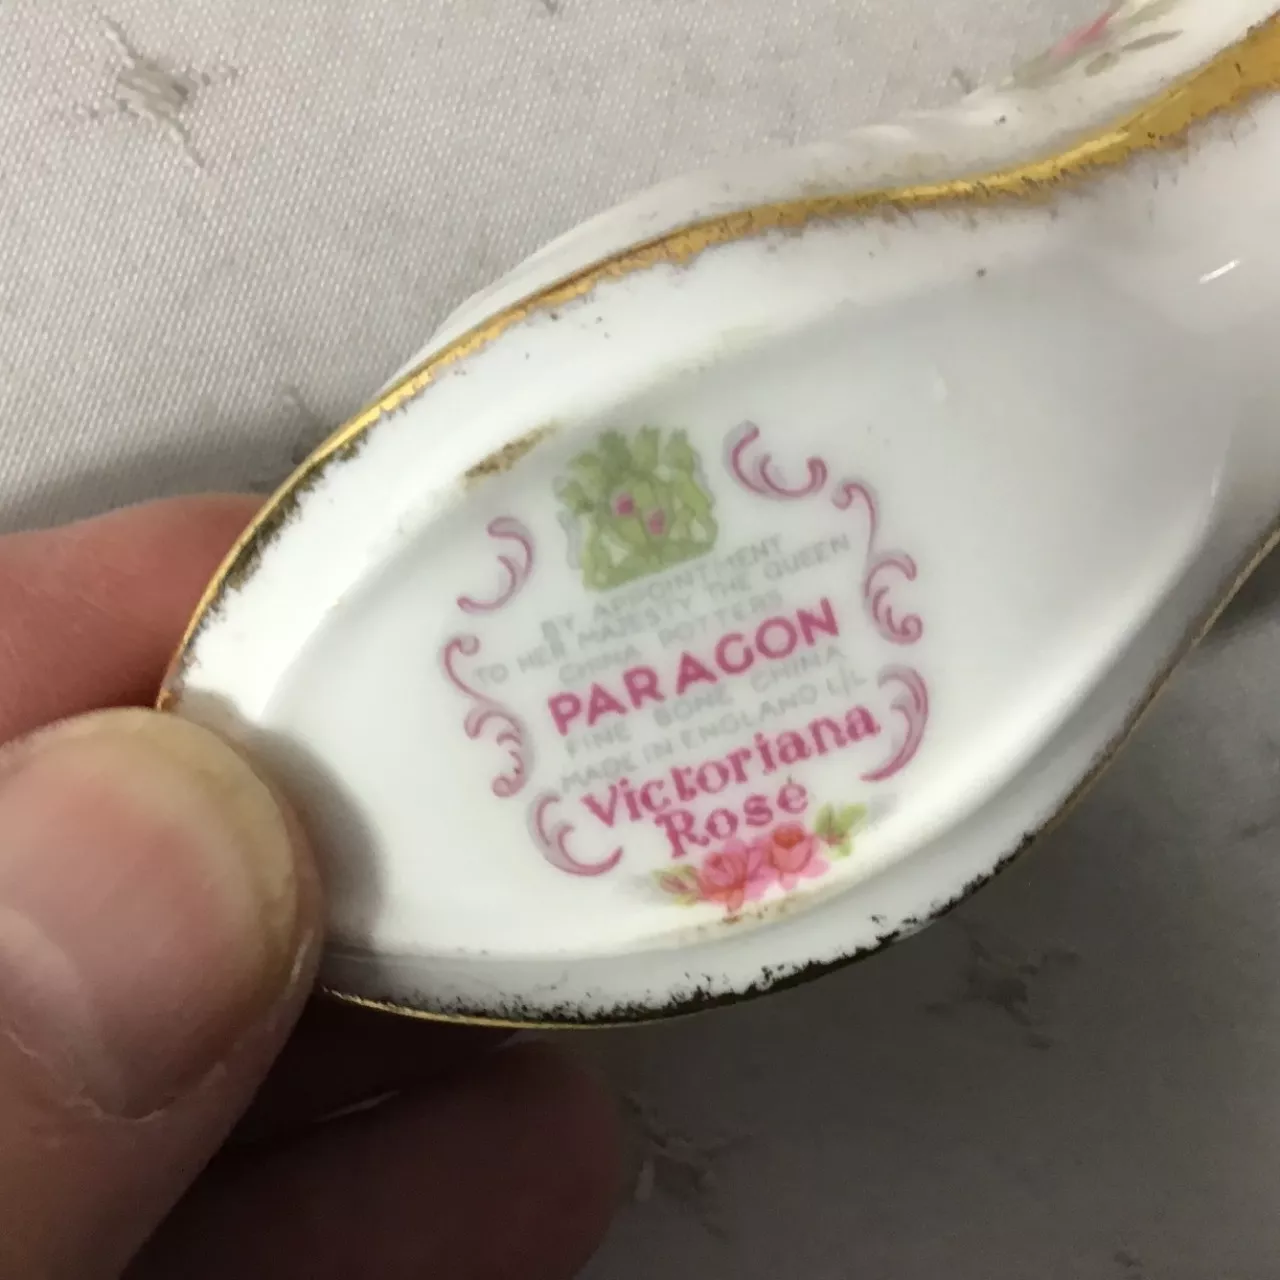 BY APPOINTMENT
TO HER MAJESTY THE QUEEN
CHINA POTTERS
PARAGON
FINE BONE CHINA
MADE IN ENGLAND L/L
Victoriana
Rose